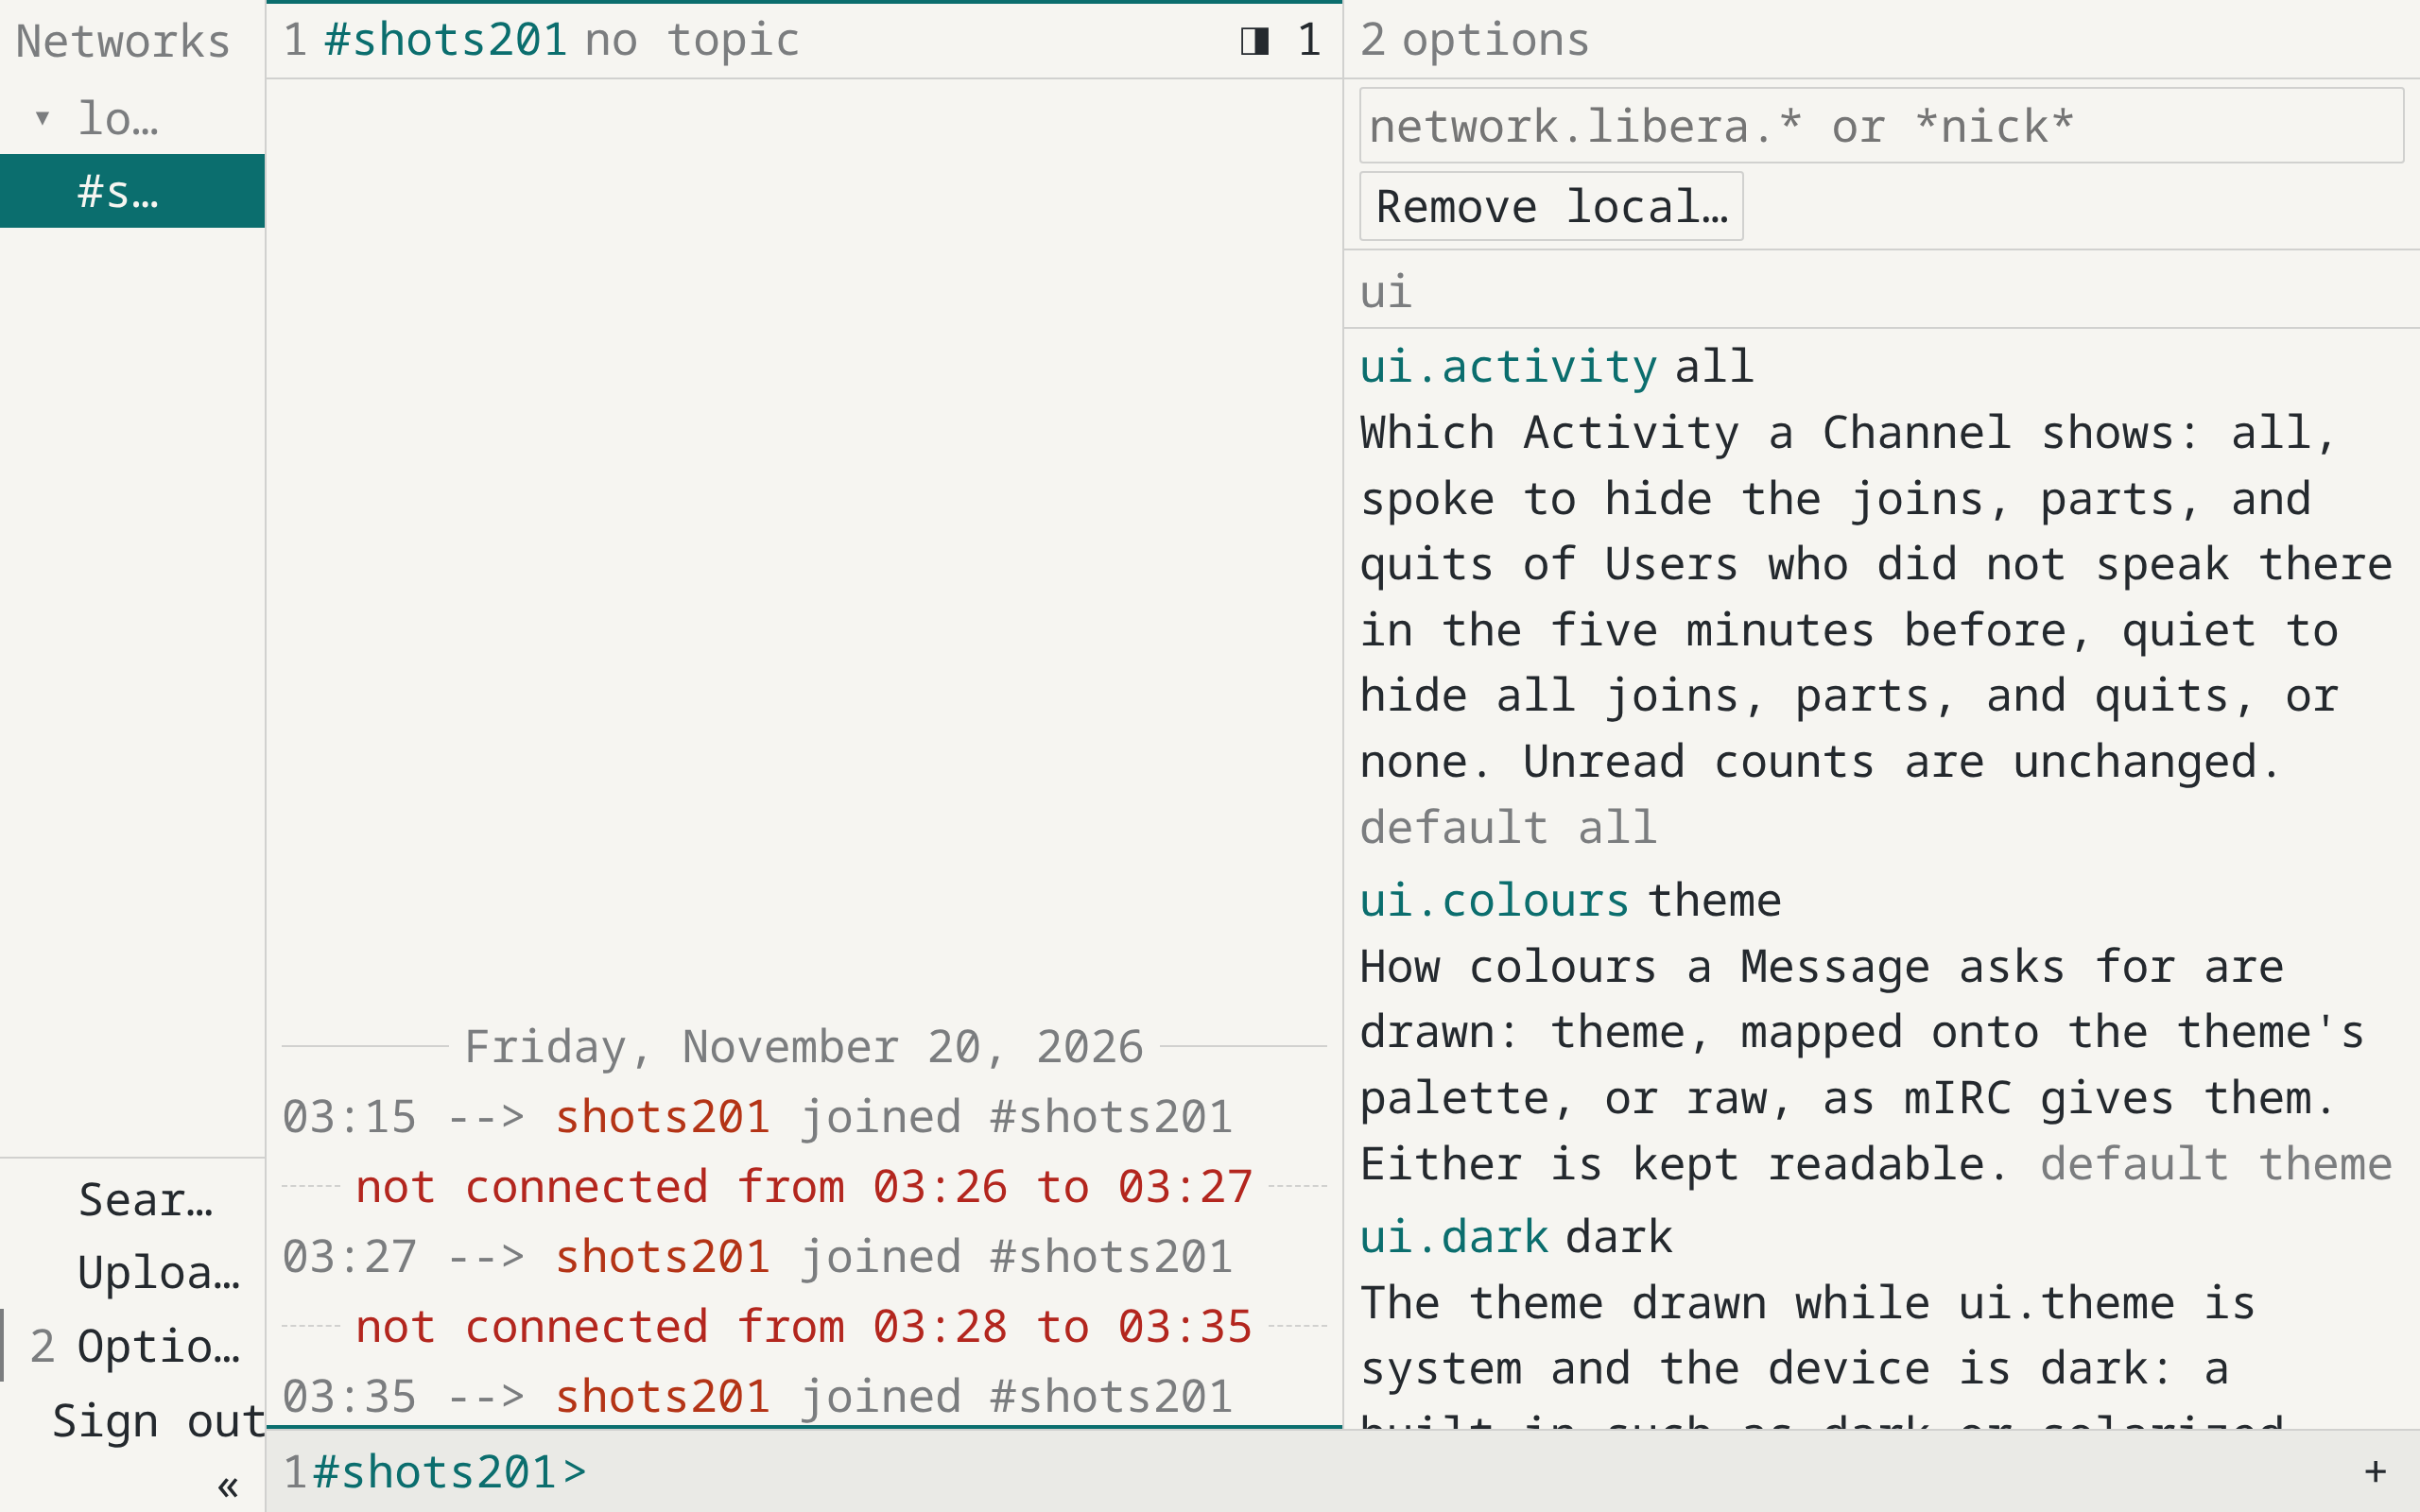 Networks
▾ lo…
#s…
Sear…
Uploa…
2 Optio…
Sign out
«
1 #shots201 no topic ◨ 1
Friday, November 20, 2026
03:15 --> shots201 joined #shots201
not connected from 03:26 to 03:27
03:27 --> shots201 joined #shots201
not connected from 03:28 to 03:35
03:35 --> shots201 joined #shots201
2 options
network.libera.* or *nick*
Remove local…
ui
ui.activity all
Which Activity a Channel shows: all,
spoke to hide the joins, parts, and
quits of Users who did not speak there
in the five minutes before, quiet to
hide all joins, parts, and quits, or
none. Unread counts are unchanged.
default all
ui.colours theme
How colours a Message asks for are
drawn: theme, mapped onto the theme's
palette, or raw, as mIRC gives them.
Either is kept readable. default theme
ui.dark dark
The theme drawn while ui.theme is
system and the device is dark: a
built in such as dark or solarized
1 #shots201> +